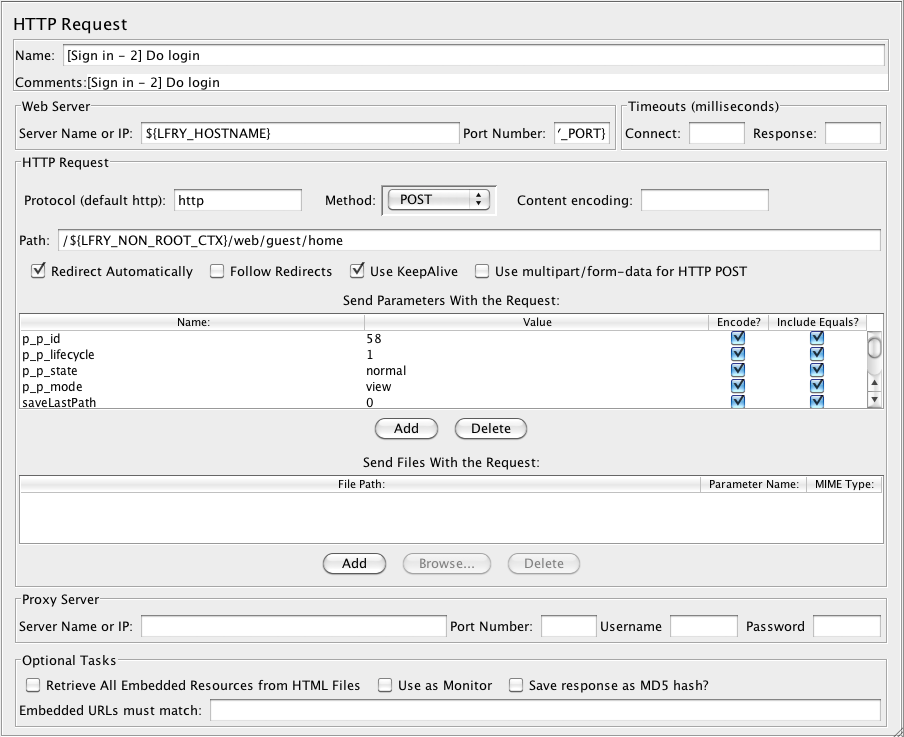 HTTP Request
Name: [Sign in - 2] Do login
Comments:[Sign in - 2] Do login
Web Server
Server Name or IP: ${LFRY_HOSTNAME} Port Number: _PORT}
Timeouts (milliseconds)
Connect: Response:
HTTP Request
Protocol (default http): http Method: POST Content encoding:
Path: /${LFRY_NON_ROOT_CTX}/web/guest/home
Redirect Automatically Follow Redirects Use KeepAlive Use multipart/form-data for HTTP POST
Send Parameters With the Request:
Name: Value Encode? Include Equals?
p_p_id 58
p_p_lifecycle 1
p_p_state normal
p_p_mode view
saveLastPath 0
Add Delete
Send Files With the Request:
File Path: Parameter Name: MIME Type:
Add Browse... Delete
Proxy Server
Server Name or IP: Port Number: Username Password
Optional Tasks
Retrieve All Embedded Resources from HTML Files Use as Monitor Save response as MD5 hash?
Embedded URLs must match: